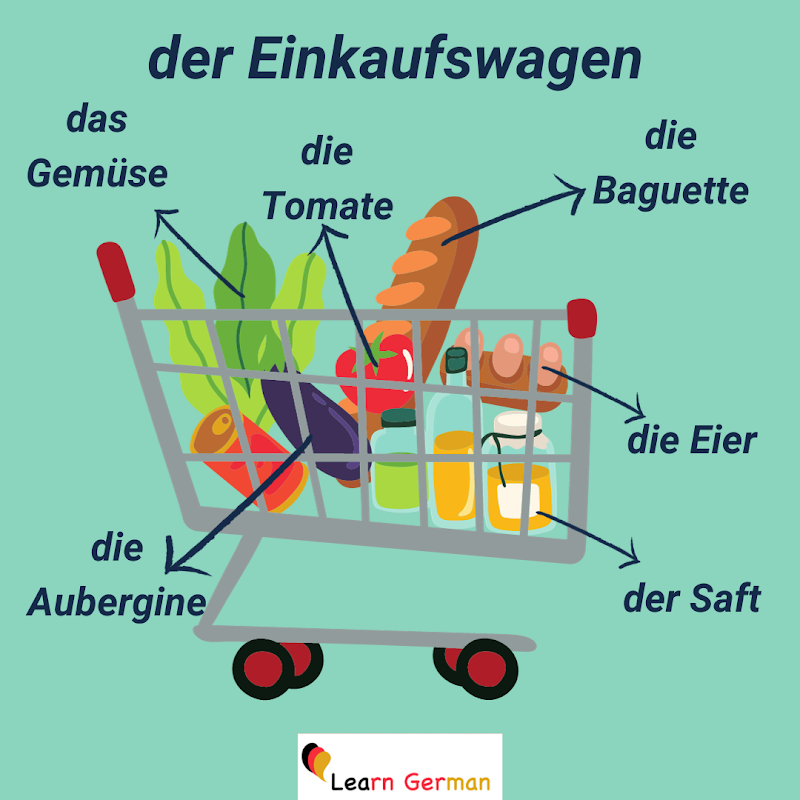 der Einkaufswagen
das
Gemüse
die
Tomate
die
Baguette
die Eier
die
Aubergine
der Saft
Learn German